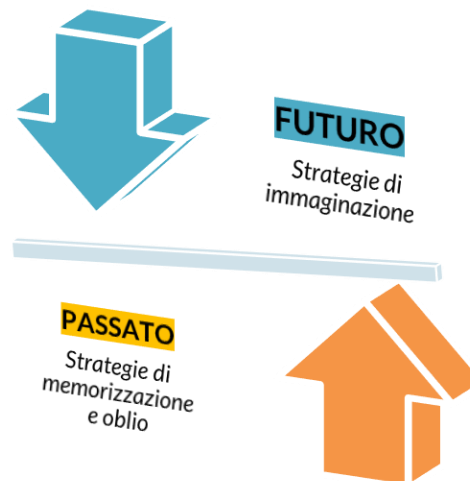 FUTURO
Strategie di
immaginazione
PASSATO
Strategie di
memorizzazione
e oblio